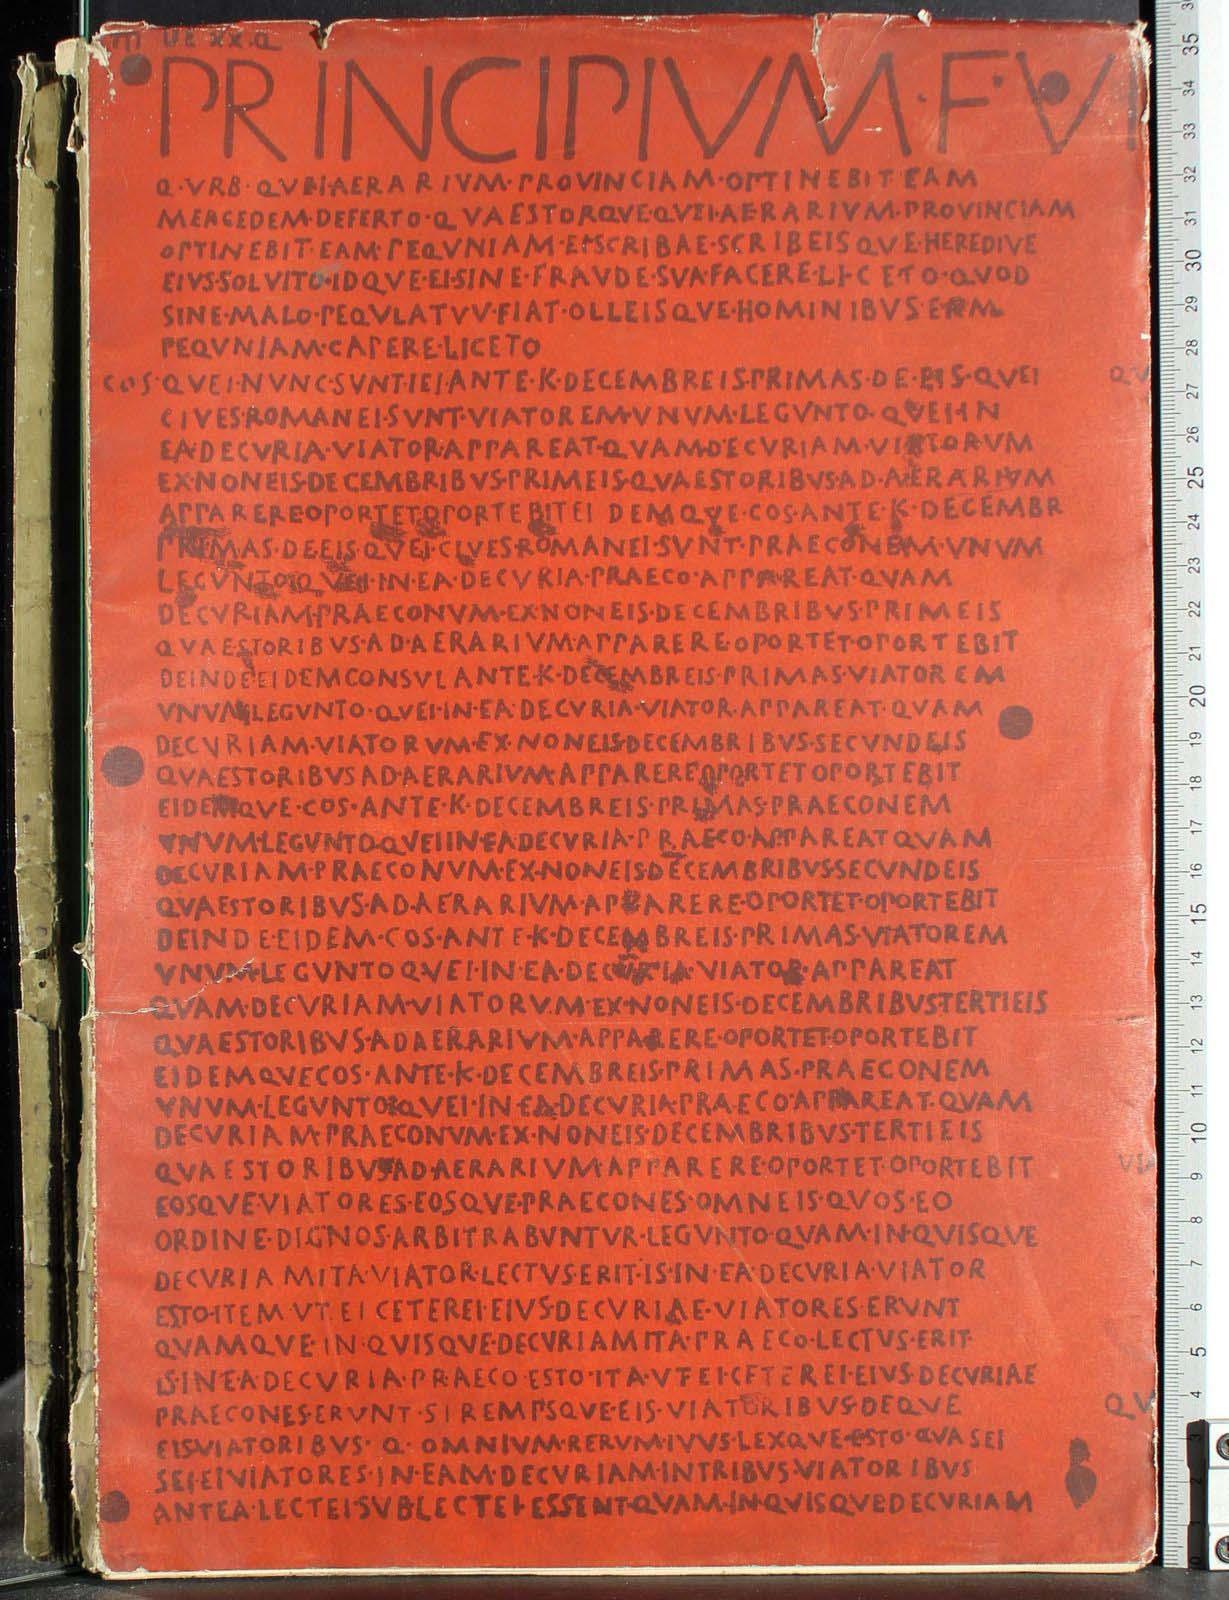 VE XX.Q
PRINCIPIVM·F·VI
Q·VRB·QVEI·AERARIVM·PROVINCIAM·OPTINEBIT·EAM
MERCEDEM·DEFERTO·QVAESTORQVE·QVEI·AERARIVM·PROVINCIAM
OPTINEBIT·EAM·PEQVNIAM·EI·SCRIBAE·SCRIBEISQVE·HEREDIVE
EIVS·SOLVITO·IDQVE·EI·SINE·FRAVDE·SVA·FACERE·LICETO·QVOD
SINE·MALO·PEQVLATVV·FIAT·OLLEISQVE·HOMINIBVS·EAM
PEQVNIAM·CAPERE·LICETO
COS·QVEI·NVNC·SVNT·IEI·ANTE·K·DECEMBREIS·PRIMAS·DE·EIS·QVEI QV
CIVES·ROMANEI·SVNT·VIATOREM·VNVM·LEGVNTO·QVEI·IN
EA·DECVRIA·VIATOR·APPAREAT·QVAM·DECVRIAM·VIATORVM
EX·NONEIS·DECEMBRIBVS·PRIMEIS·QVAESTORIBVS·AD·AERARIVM
APPARERE·OPORTET·OPORTEBIT·EIDEMQVE·COS·ANTE·K·DECEMBR
PRIMAS·DE·EIS·QVEI·CIVES·ROMANEI·SVNT·PRAECONEM·VNVM
LEGVNTO·QVEI·IN·EA·DECVRIA·PRAECO·APPAREAT·QVAM
DECVRIAM·PRAECONVM·EX·NONEIS·DECEMBRIBVS·PRIMEIS
QVAESTORIBVS·AD·AERARIVM·APPARERE·OPORTET·OPORTEBIT
DEINDE·EIDEM CONSVL ANTE·K·DECEMBREIS·PRIMAS·VIATOREM
VNVM·LEGVNTO·QVEI·IN·EA·DECVRIA·VIATOR·APPAREAT·QVAM
DECVRIAM·VIATORVM·EX·NONEIS·DECEMBRIBVS·SECVNDEIS
QVAESTORIBVS AD·AERARIVM·APPARERE·OPORTET OPORTEBIT
EIDEMQVE·COS·ANTE·K·DECEMBREIS·PRIMAS·PRAECONEM
VNVM·LEGVNTO·QVEI·IN·EA·DECVRIA·PRAECO·APPAREAT QVAM
DECVRIAM·PRAECONVM·EX·NONEIS·DECEMBRIBVS·SECVNDEIS
QVAESTORIBVS·AD·AERARIVM·APPARERE·OPORTET·OPORTEBIT
DEINDE·EIDEM·COS·ANTE·K·DECEMBREIS·PRIMAS·VIATOREM
VNVM·LEGVNTO QVEI·IN·EA·DECVRIA·VIATOR·APPAREAT
QVAM·DECVRIAM·VIATORVM·EX·NONEIS·DECEMBRIBVS·TERTIEIS
QVAESTORIBVS·AD AERARIVM·APPARERE·OPORTET·OPORTEBIT
EIDEMQVE COS·ANTE·K·DECEMBREIS·PRIMAS·PRAECONEM
VNVM·LEGVNTO·QVEI·IN·EA·DECVRIA·PRAECO·APPAREAT·QVAM
DECVRIAM·PRAECONVM·EX·NONEIS·DECEMBRIBVS·TERTIEIS
QVAESTORIBVS·AD·AERARIVM·APPARERE·OPORTET·OPORTEBIT VIA
EOSQVE·VIATORES·EOSQVE·PRAECONES·OMNEIS·QVOS·EO
ORDINE·DIGNOS·ARBITRABVNTVR·LEGVNTO·QVAM·IN·QVISQVE
DECVRIAM ITA·VIATOR·LECTVS·ERIT·IS·IN·EA·DECVRIA·VIATOR
ESTO·ITEM VT EI CETEREI·EIVS·DECVRIAE·VIATORES·ERVNT
QVAMQVE·IN·QVISQVE·DECVRIAM ITA·PRAECO·LECTVS·ERIT
IS·IN·EA DECVRIA·PRAECO·ESTO·ITA·VT EI·CETEREI·EIVS·DECVRIAE
PRAECONES·ERVNT·SIREMPSQVE·EIS·VIATORIBVS·DEQVE QV
EIS·VIATORIBVS·Q·OMNIVM·RERVM·IVVS·LEXQVE·ESTO·QVASEI
SEI·EI VIATORES·IN·EAM·DECVRIAM·IN TRIBVS·VIATORIBVS
ANTEA·LECTEI·SVBLECTEI·ESSENT·QVAM·IN·QVISQVE DECVRIAM